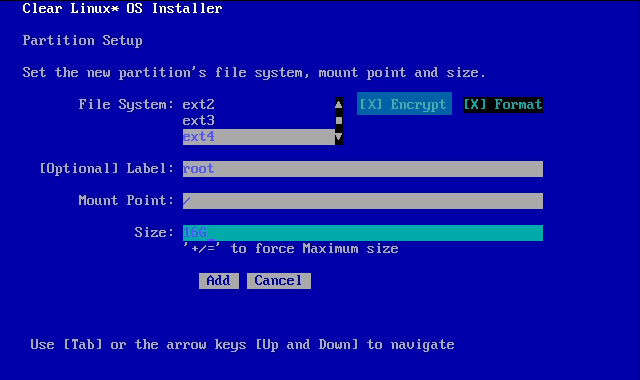 Clear Linux* OS Installer
Partition Setup
Set the new partition's file system, mount point and size.
File System: ext2 [X] Encrypt [X] Format
ext3
ext4
[Optional] Label: root
Mount Point: /
Size: 16G
'+/=' to force Maximum size
Add Cancel
Use [Tab] or the arrow keys [Up and Down] to navigate